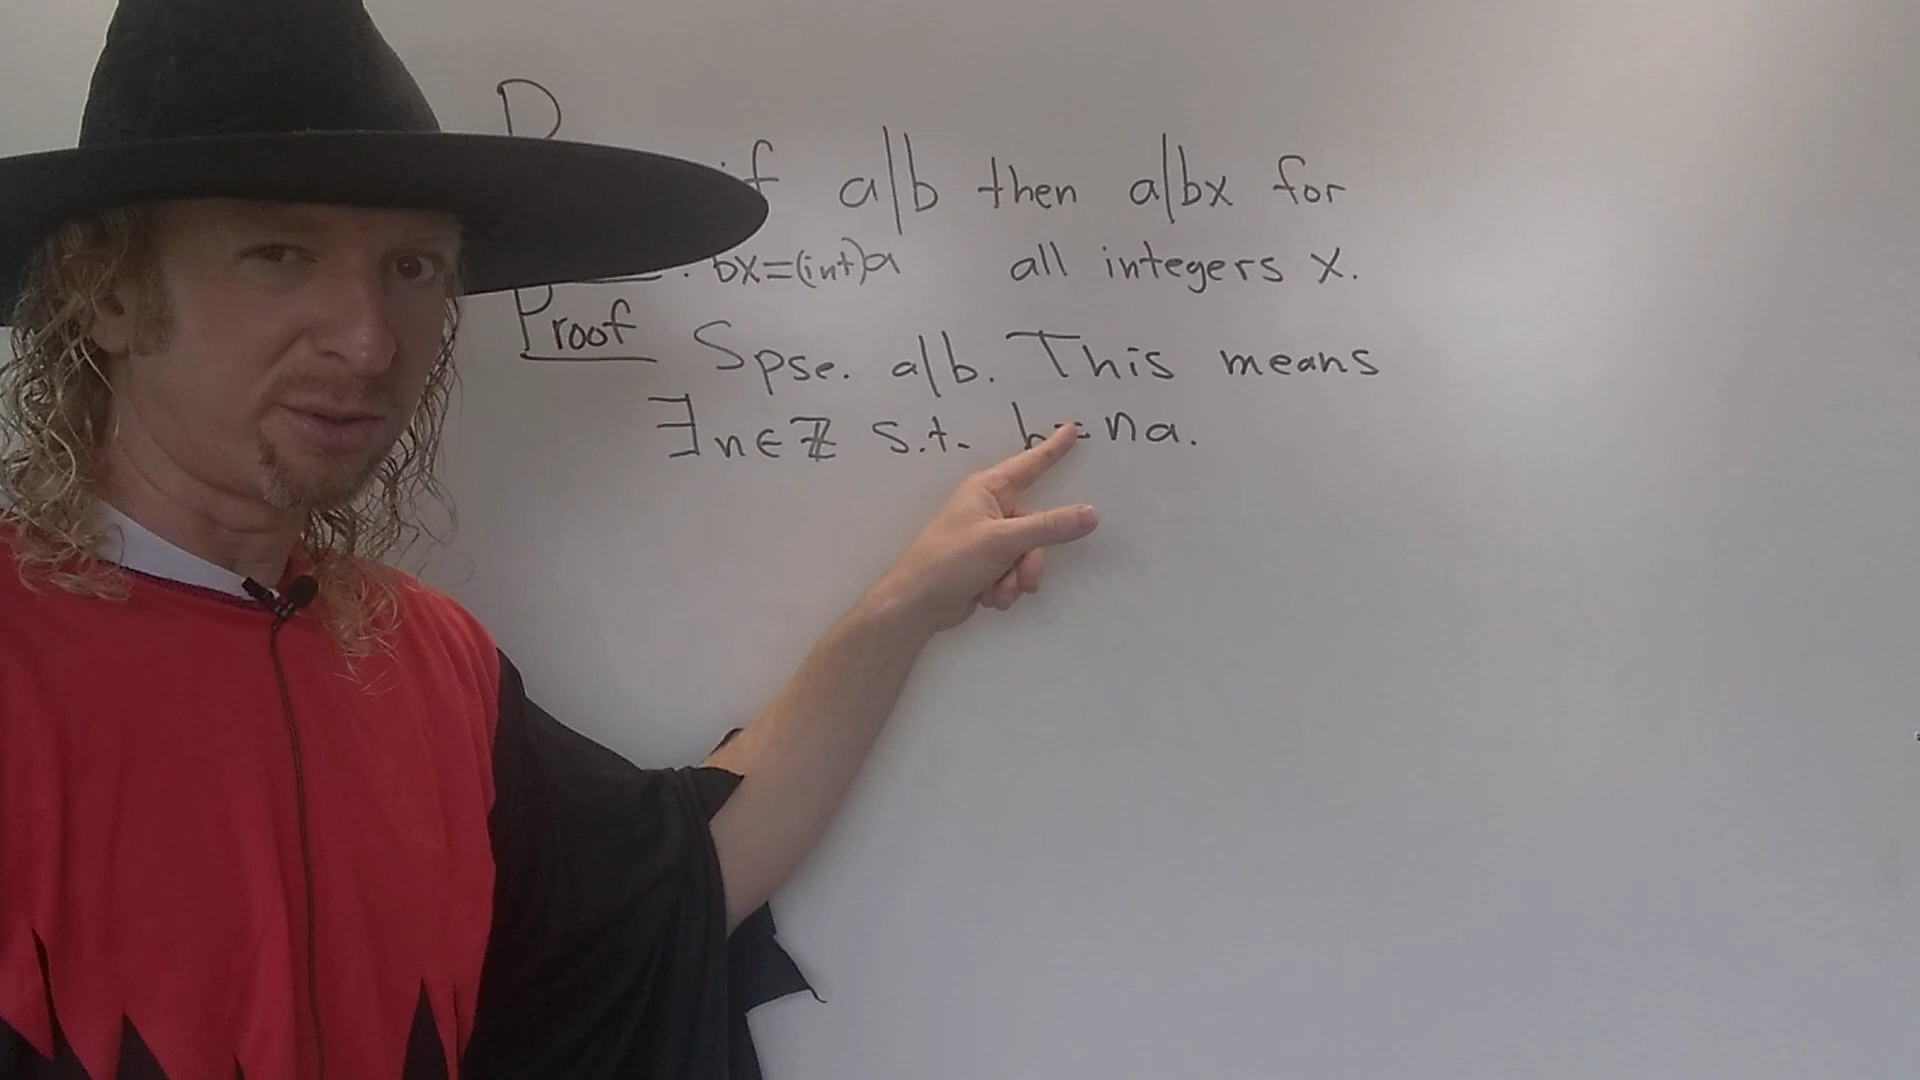 if a|b then a|bx for
bx=(int)a all integers x.
Proof Spse. a|b. This means
∃n∈ℤ s.t. b=na.